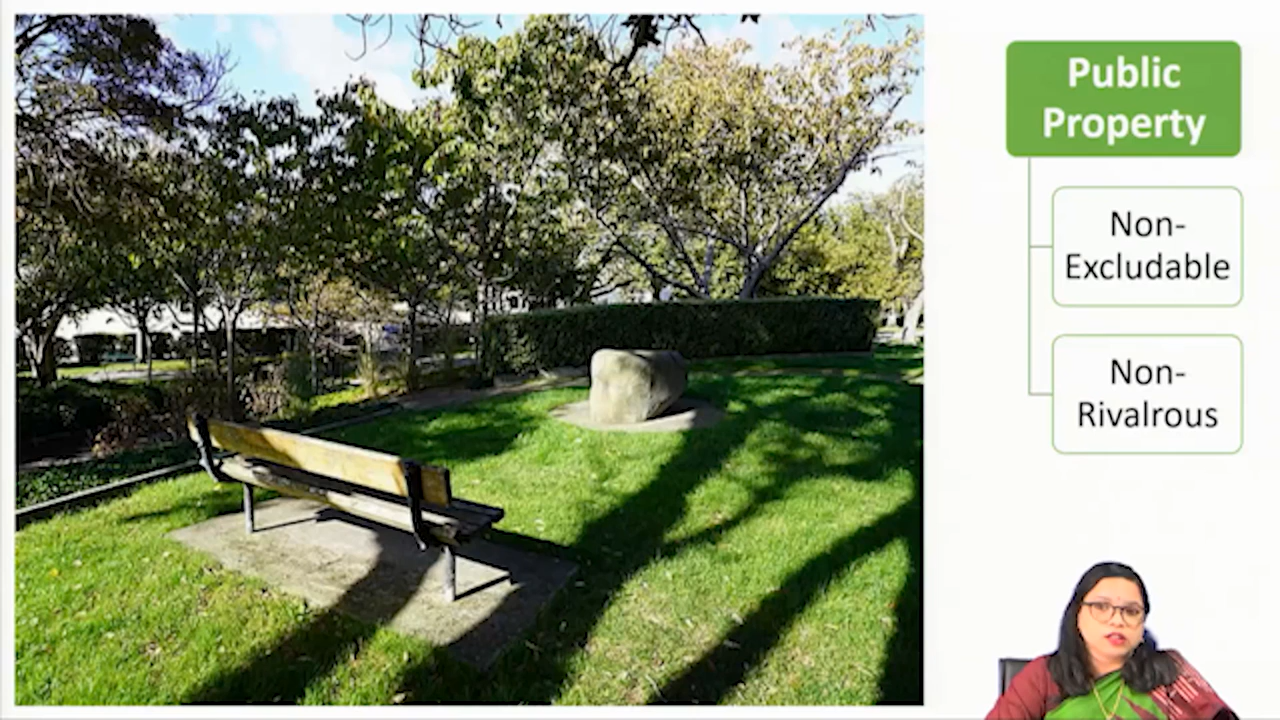 Public
Property
Non-
Excludable
Non-
Rivalrous